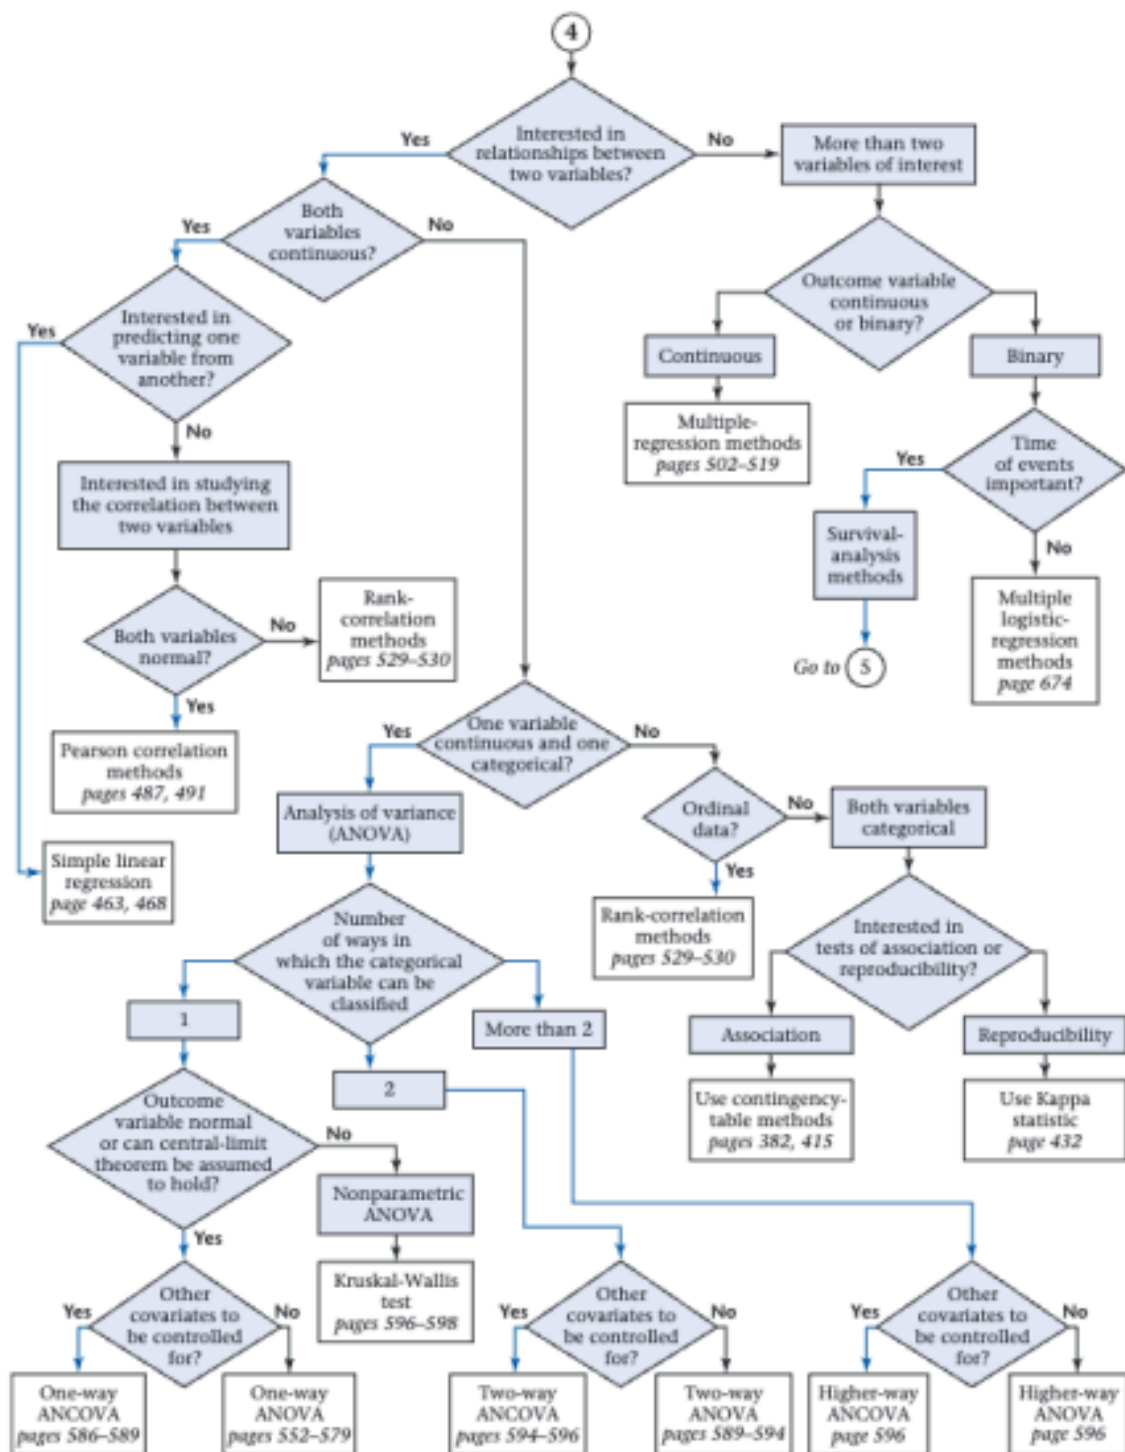 4
Interested in
relationships between
two variables?
Yes
No
More than two
variables of interest
Both
variables
continuous?
Yes
No
Outcome variable
continuous
or binary?
Interested in
predicting one
variable from
another?
Yes
No
Continuous
Binary
Multiple-
regression methods
pages 502–519
Time
of events
important?
Yes
No
Interested in studying
the correlation between
two variables
Survival-
analysis
methods
Go to 5
Multiple
logistic-
regression
methods
page 674
Both variables
normal?
No
Yes
Rank-
correlation
methods
pages 529–530
Pearson correlation
methods
pages 487, 491
One variable
continuous and one
categorical?
Yes
No
Analysis of variance
(ANOVA)
Ordinal
data?
No
Yes
Both variables
categorical
Simple linear
regression
page 463, 468
Rank-correlation
methods
pages 529–530
Number
of ways in
which the categorical
variable can be
classified
Interested in
tests of association or
reproducibility?
1
2
More than 2
Association
Reproducibility
Use contingency-
table methods
pages 382, 415
Use Kappa
statistic
page 432
Outcome
variable normal
or can central-limit
theorem be assumed
to hold?
No
Yes
Nonparametric
ANOVA
Kruskal-Wallis
test
pages 596–598
Other
covariates to
be controlled
for?
Yes
No
Other
covariates to
be controlled
for?
Yes
No
Other
covariates to
be controlled
for?
Yes
No
One-way
ANCOVA
pages 586–589
One-way
ANOVA
pages 552–579
Two-way
ANCOVA
pages 594–596
Two-way
ANOVA
pages 589–594
Higher-way
ANCOVA
page 596
Higher-way
ANOVA
page 596